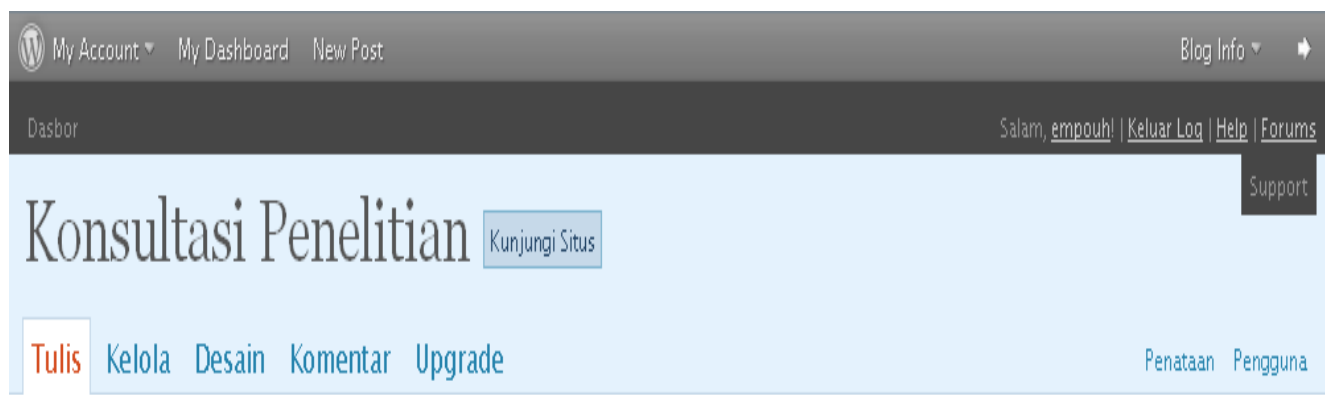 My Account My Dashboard New Post Blog Info
Dasbor Salam, empouh! | Keluar Log | Help | Forums
Support
Konsultasi Penelitian Kunjungi Situs
Tulis Kelola Desain Komentar Upgrade Penataan Pengguna